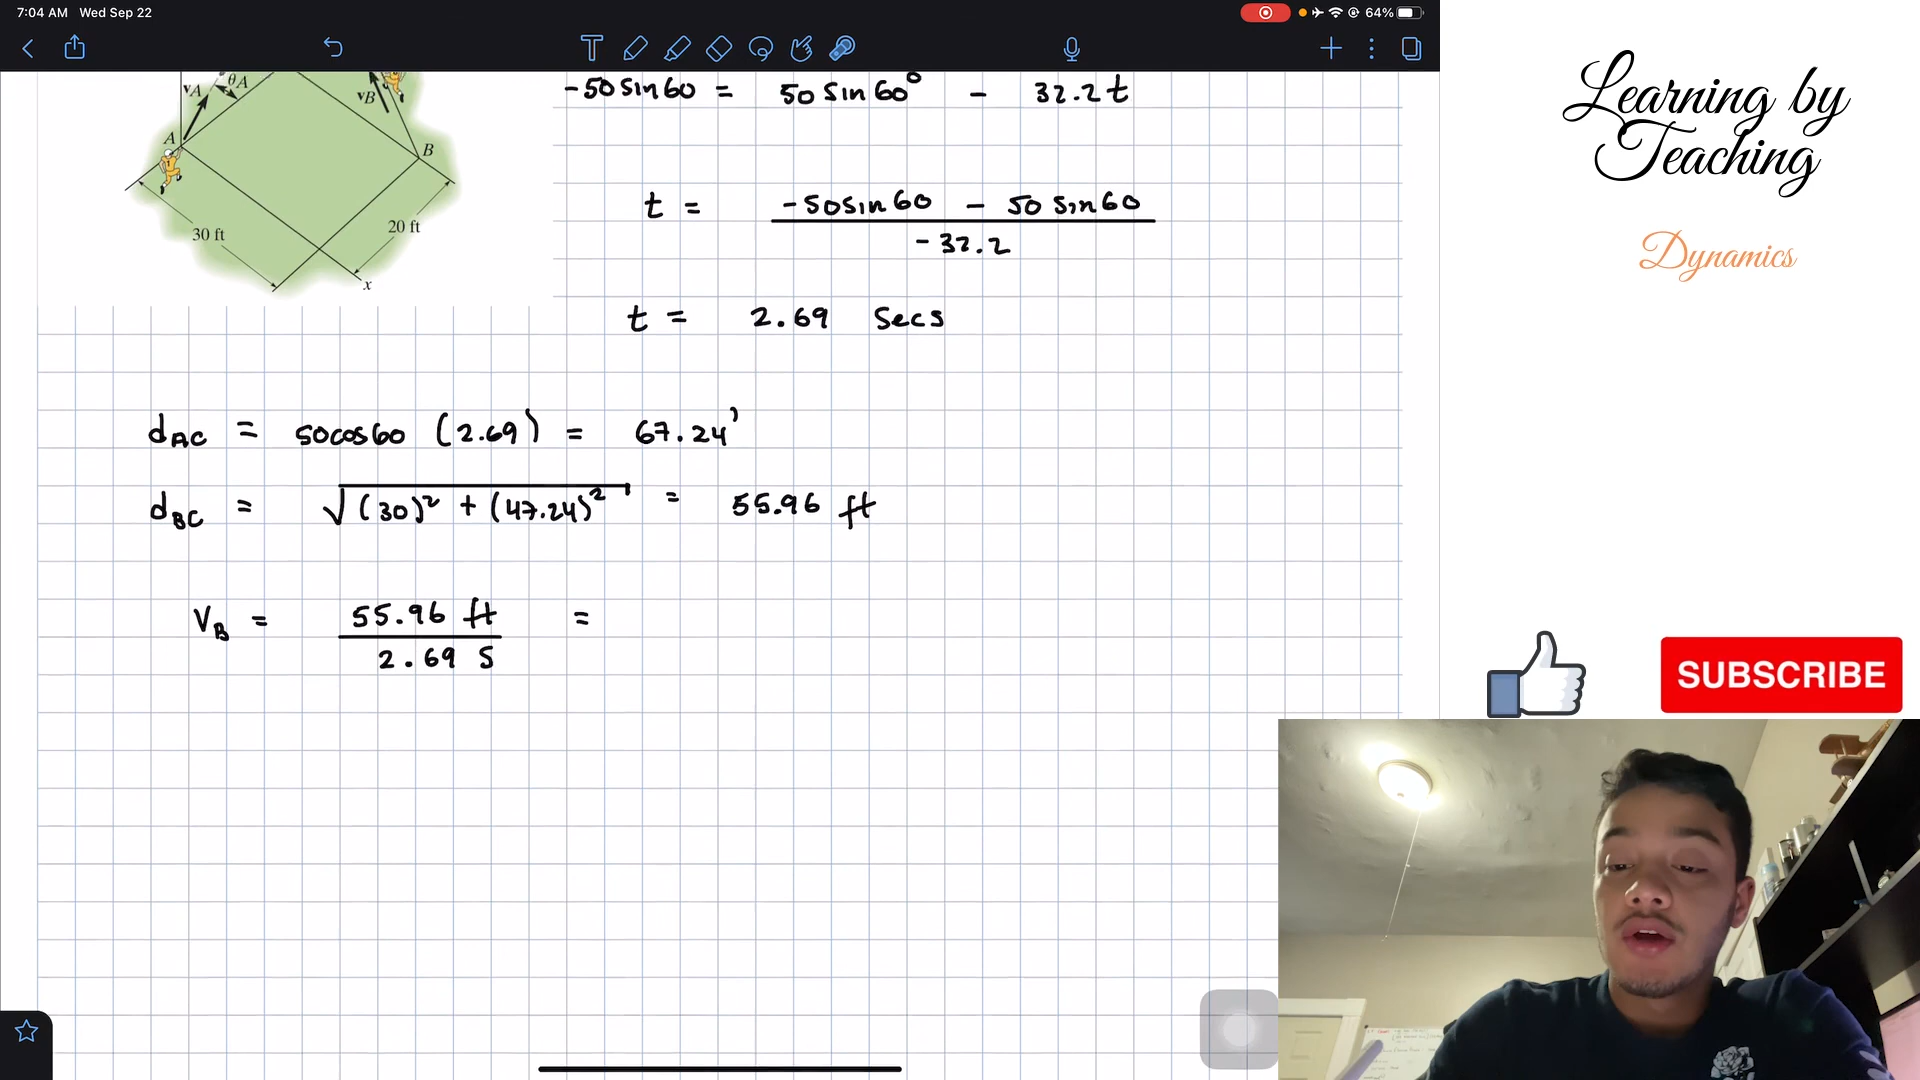 7:04 AM Wed Sep 22
64%
vA
θA
vB
A
B
30 ft
20 ft
x
-50 sin 60 = 50 sin 60° - 32.2 t
t = -50 sin 60 - 50 sin 60
-32.2
t = 2.69 Secs
dAC = 50cos60 (2.69) = 67.24'
dBC = √(30)² + (47.24)² = 55.96 ft
VB = 55.96 ft =
2.69 S
Learning by
Teaching
Dynamics
SUBSCRIBE